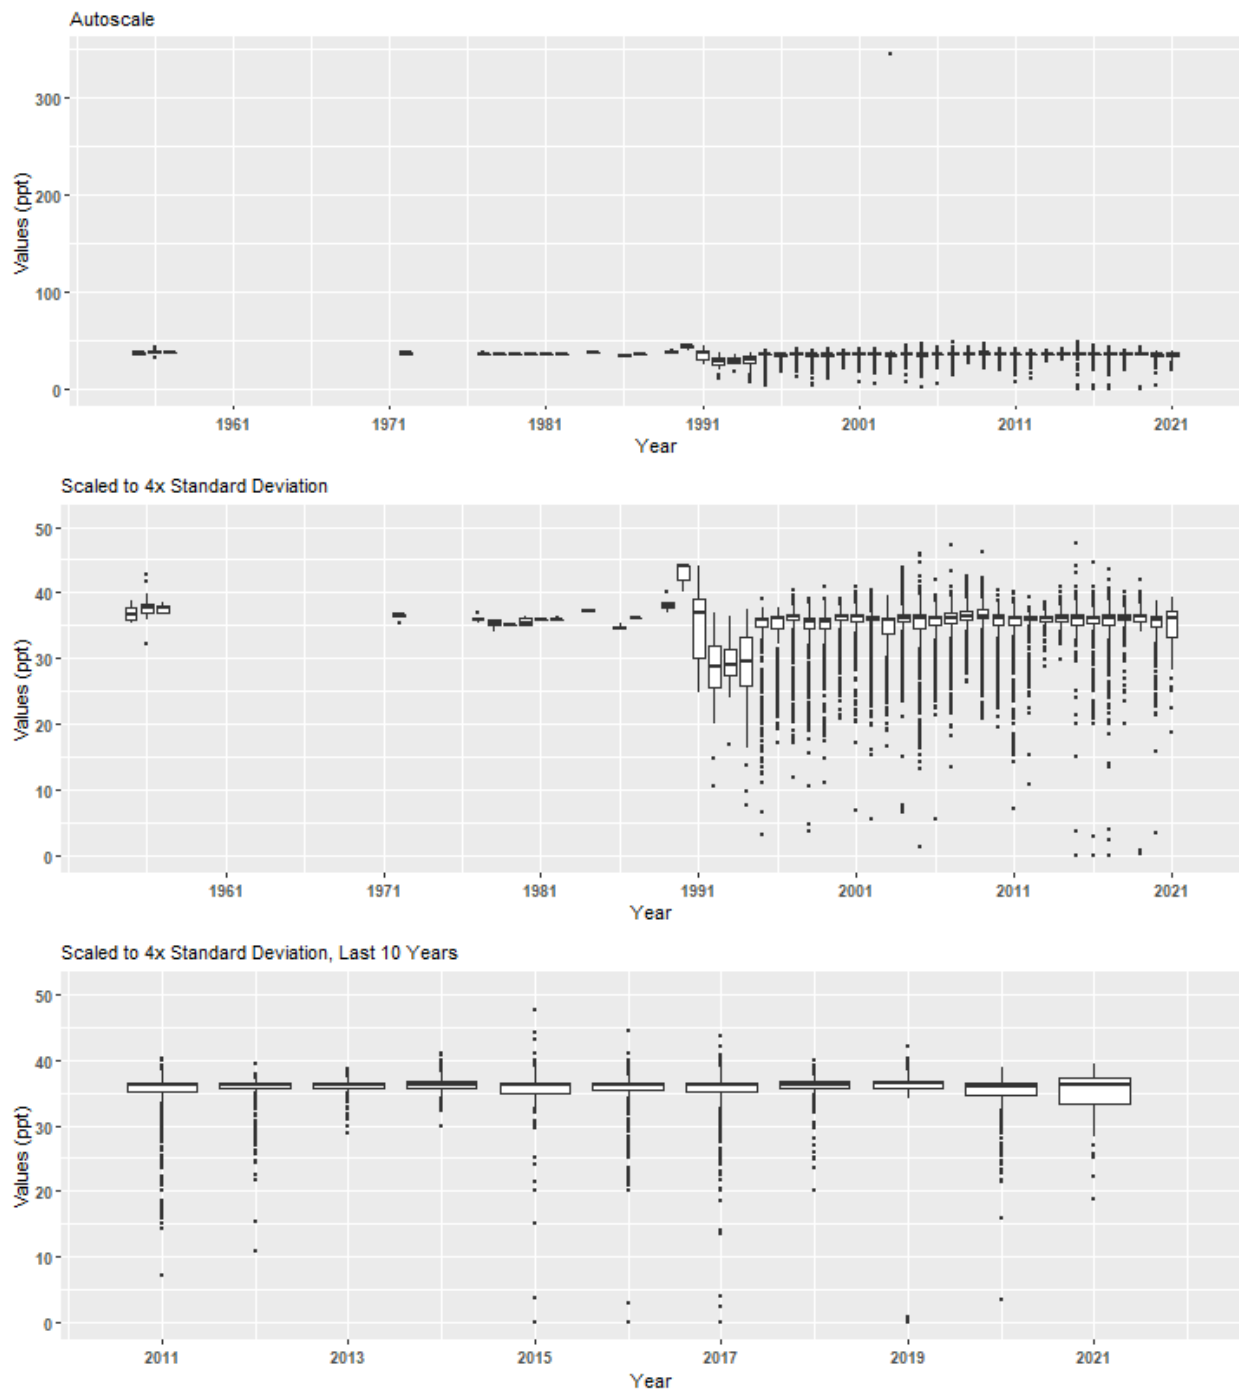 Autoscale
300
200
100
0
Values (ppt)
1961 1971 1981 1991 2001 2011 2021
Year
Scaled to 4x Standard Deviation
50
40
30
20
10
0
Values (ppt)
1961 1971 1981 1991 2001 2011 2021
Year
Scaled to 4x Standard Deviation, Last 10 Years
50
40
30
20
10
0
Values (ppt)
2011 2013 2015 2017 2019 2021
Year